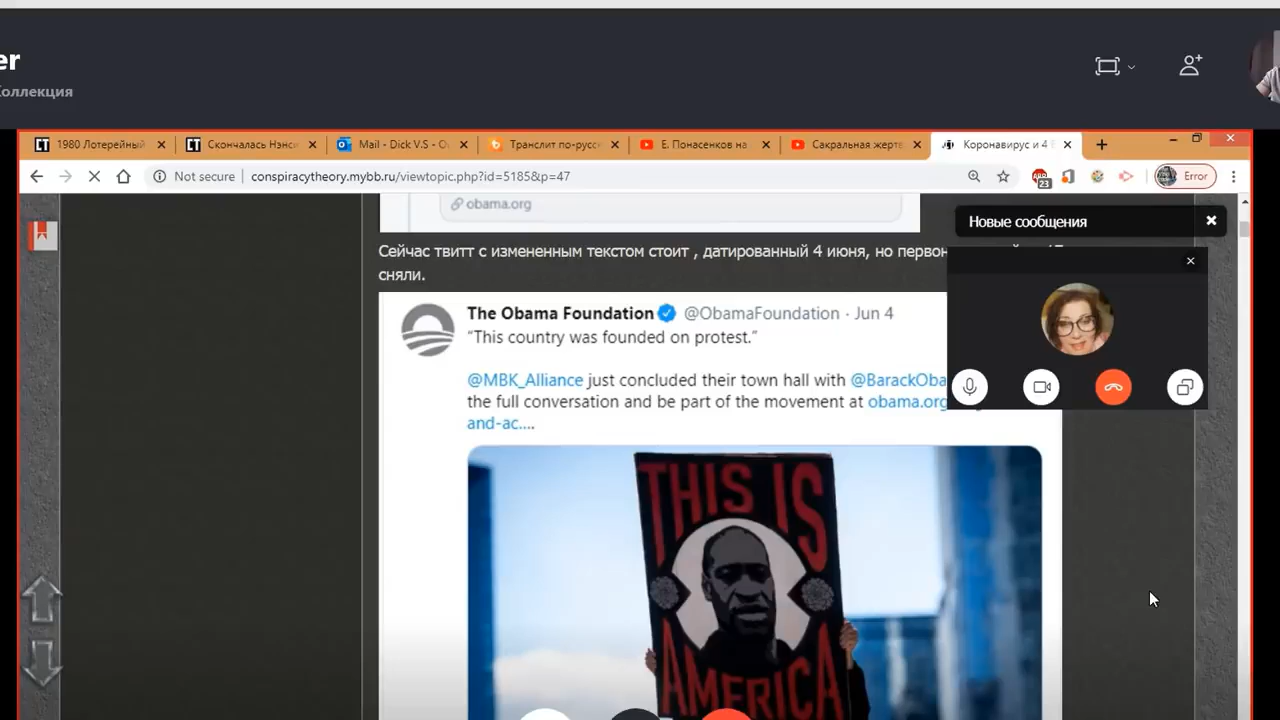 er
Коллекция
1980 Лотерейный
Скончалась Нэнси
Mail - Dick V.S - O
Транслит по-русс
Е. Понасенков на
Сакральная жерт
Коронавирус и 4 Е
Not secure
conspiracytheory.mybb.ru/viewtopic.php?id=5185&p=47
23
Error
obama.org
Новые сообщения
Сейчас твитт с измененным текстом стоит , датированный 4 июня, но первон
сняли.
The Obama Foundation @ObamaFoundation · Jun 4
“This country was founded on protest.”
@MBK_Alliance just concluded their town hall with @BarackOba
the full conversation and be part of the movement at obama.org
and-ac....
THIS IS
AMERICA